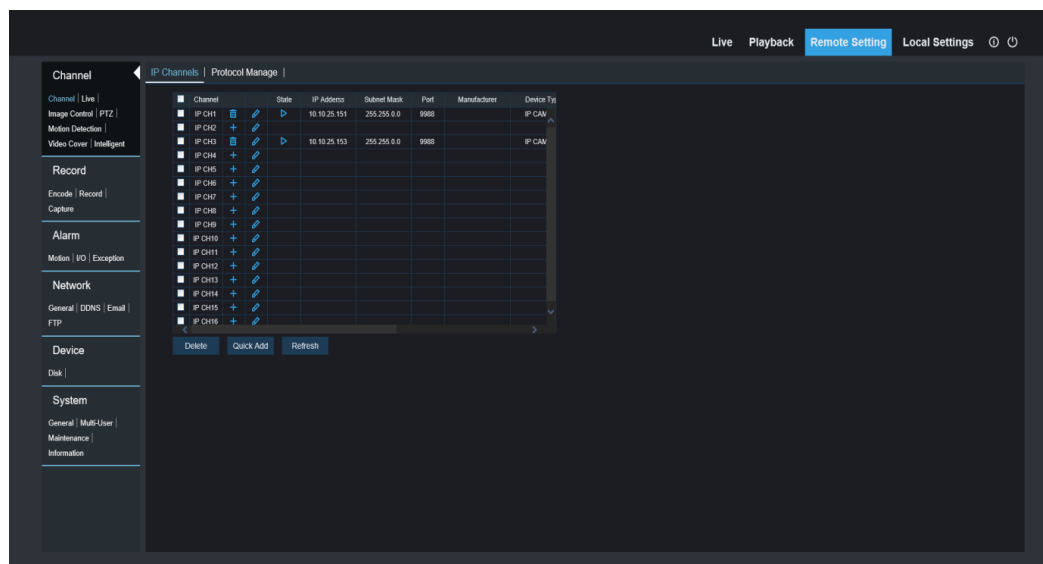 Live Playback Remote Setting Local Settings
Channel
Channel | Live |
Image Control | PTZ |
Motion Detection |
Video Cover | Intelligent
Record
Encode | Record |
Capture
Alarm
Motion | I/O | Exception
Network
General | DDNS | Email |
FTP
Device
Disk |
System
General | Multi-User |
Maintenance |
Information
IP Channels | Protocol Manage |
Channel State IP Adderss Subnet Mask Port Manufacturer Device Typ
IP CH1 10.10.25.151 255.255.0.0 9988 IP CAM
IP CH2
IP CH3 10.10.25.153 255.255.0.0 9988 IP CAM
IP CH4
IP CH5
IP CH6
IP CH7
IP CH8
IP CH9
IP CH10
IP CH11
IP CH12
IP CH13
IP CH14
IP CH15
IP CH16
Delete Quick Add Refresh